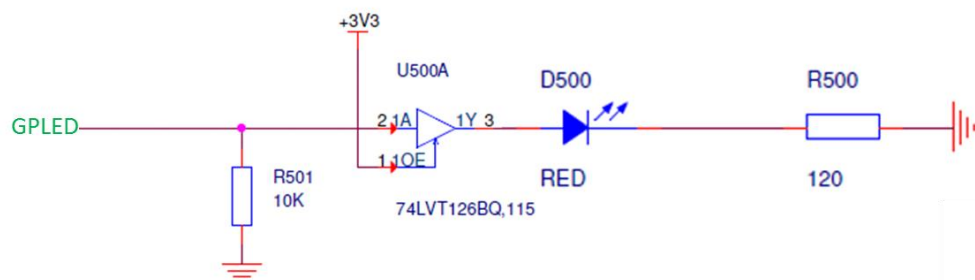 +3V3
U500A
D500
R500
GPLED
2 1A 1Y 3
1 1OE
R501
10K
RED
120
74LVT126BQ,115